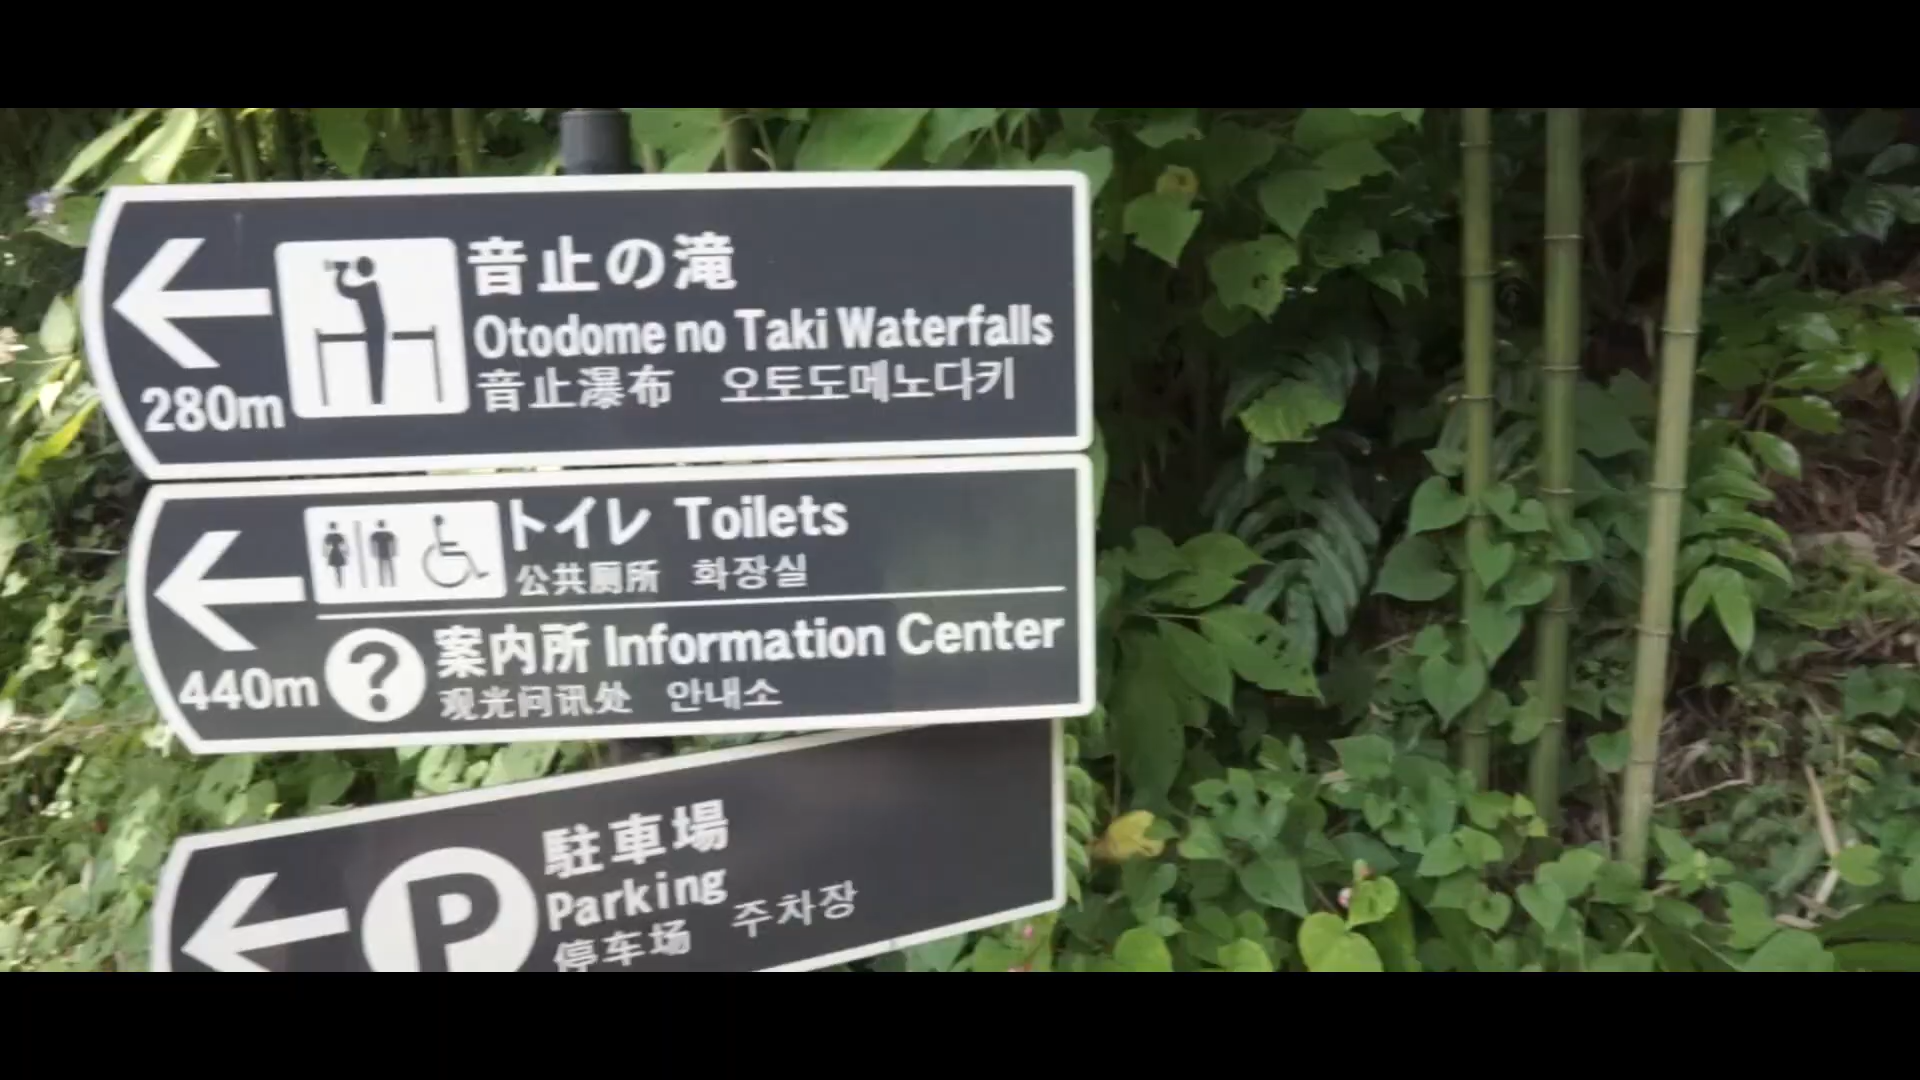 音止の滝
Otodome no Taki Waterfalls
音止瀑布 오토도메노다키
280m
トイレ Toilets
公共厕所 화장실
案内所 Information Center
观光问讯处 안내소
440m
駐車場
P
Parking
停车场 주차장